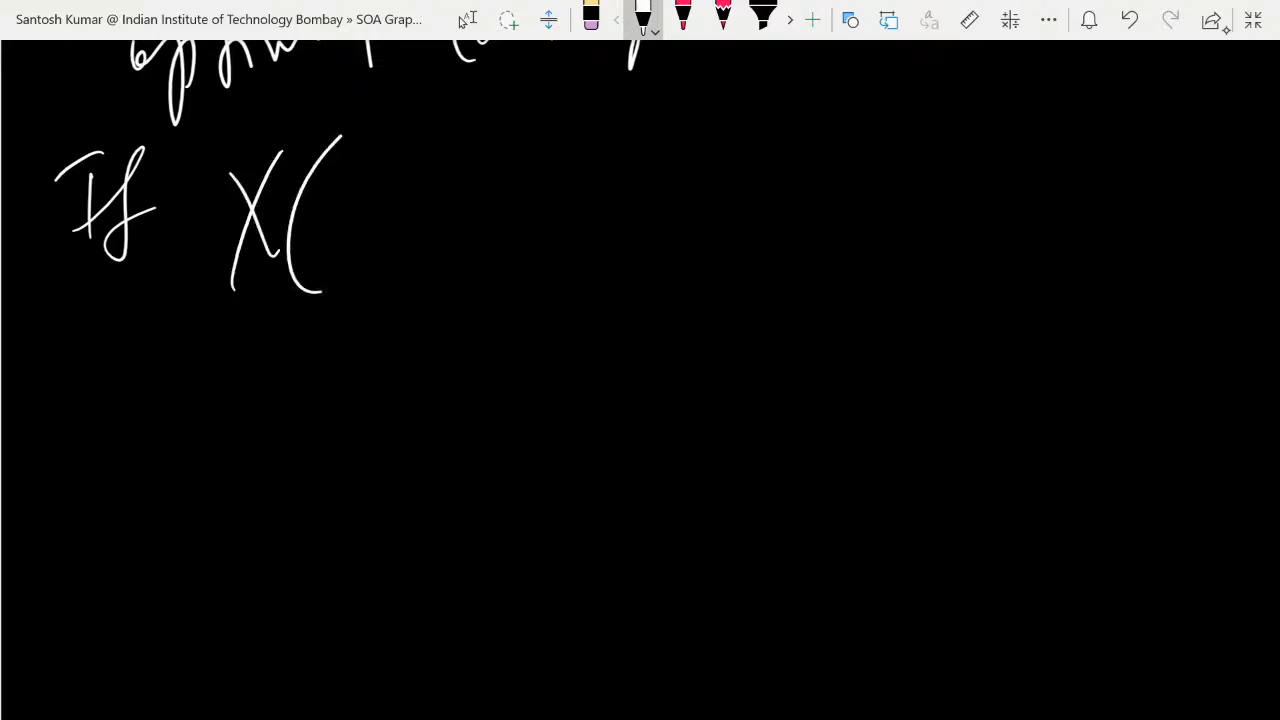 Santosh Kumar @ Indian Institute of Technology Bombay » SOA Grap...
If X(